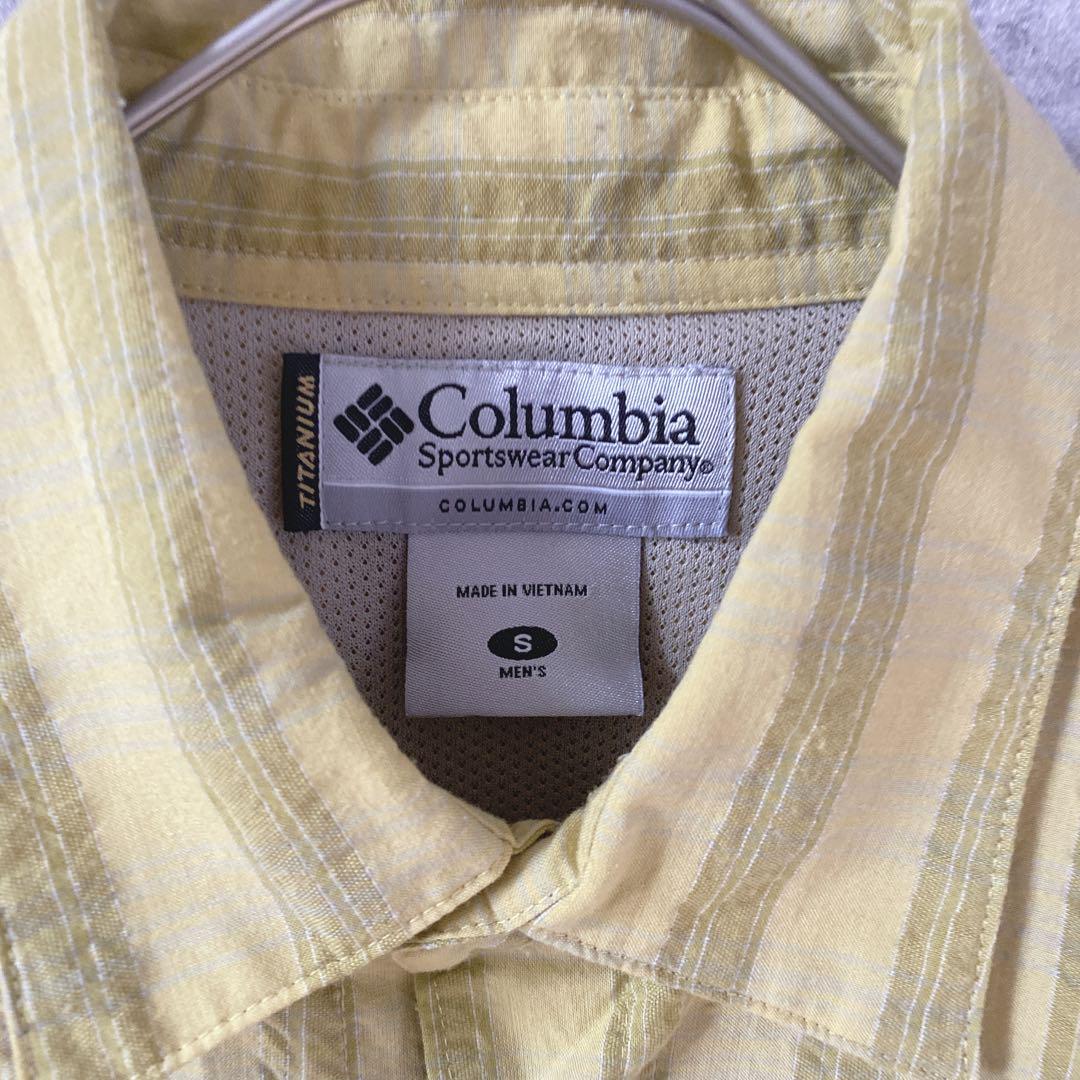 TITANIUM
Columbia
Sportswear Company®
COLUMBIA.COM
MADE IN VIETNAM
S
MEN'S